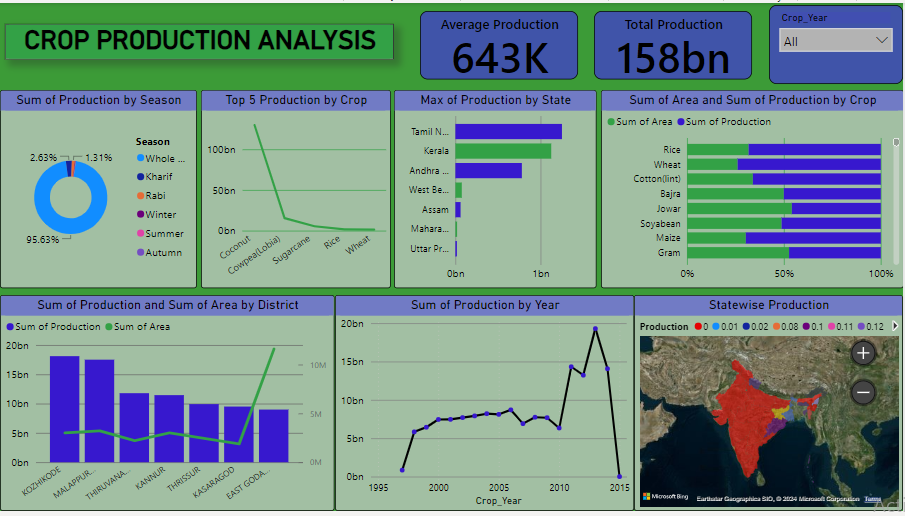 CROP PRODUCTION ANALYSIS
Average Production
643K
Total Production
158bn
Crop_Year
All
Sum of Production by Season
2.63%
1.31%
95.63%
Season
Whole ...
Kharif
Rabi
Winter
Summer
Autumn
Top 5 Production by Crop
100bn
50bn
0bn
Coconut
Cowpea(Lobia)
Sugarcane
Rice
Wheat
Max of Production by State
Tamil N...
Kerala
Andhra ...
West Be...
Assam
Mahara...
Uttar Pr...
0bn 1bn
Sum of Area and Sum of Production by Crop
Sum of Area Sum of Production
Rice
Wheat
Cotton(lint)
Bajra
Jowar
Soyabean
Maize
Gram
0% 50% 100%
Sum of Production and Sum of Area by District
Sum of Production Sum of Area
20bn
15bn
10bn
5bn
0bn
10M
5M
0M
KOZHIKODE
MALAPPUR...
THIRUVANA...
KANNUR
THRISSUR
KASARAGOD
EAST GODA...
Sum of Production by Year
20bn
15bn
10bn
5bn
0bn
1995 2000 2005 2010 2015
Crop_Year
Statewise Production
Production 0 0.01 0.02 0.08 0.1 0.11 0.12
Microsoft Bing
Earthstar Geographics SIO, © 2024 Microsoft Corporation Terms